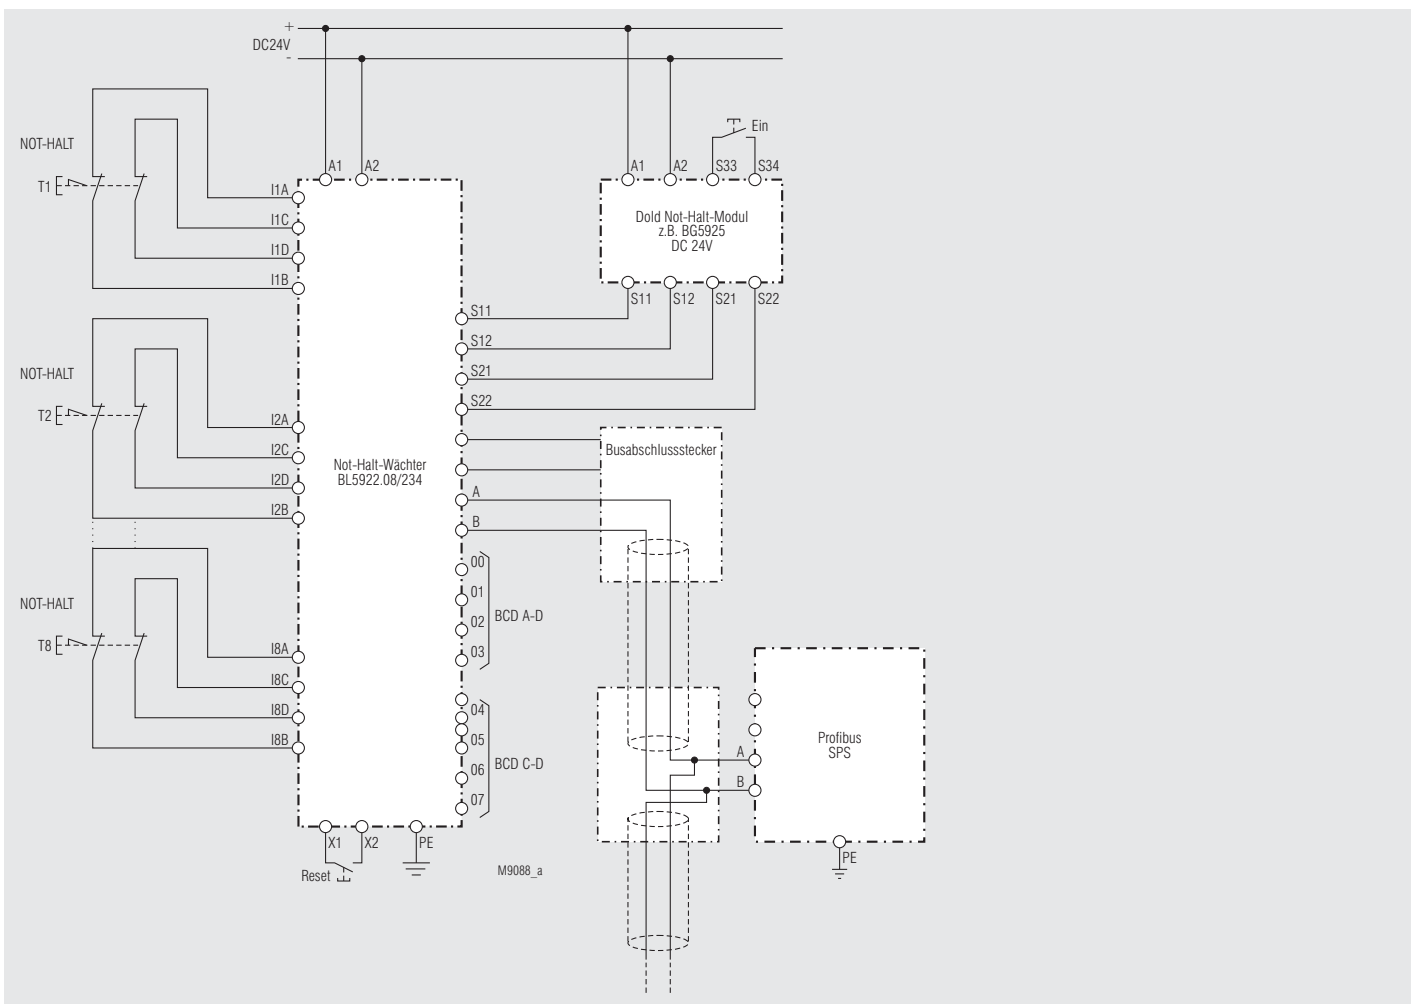 +
DC24V
-
Ein
A1 A2
A1 A2 S33 S34
NOT-HALT
T1
I1A
I1C
I1D
I1B
Dold Not-Halt-Modul
z.B. BG5925
DC 24V
S11 S12 S21 S22
S11
S12
S21
S22
NOT-HALT
T2
I2A
I2C
I2D
I2B
Not-Halt-Wächter
BL5922.08/234
Busabschlussstecker
A
B
00
01
02
03
BCD A-D
NOT-HALT
T8
I8A
I8C
I8D
I8B
04
05
06
07
BCD C-D
Profibus
SPS
A
B
PE
X1 X2 PE
Reset
M9088_a